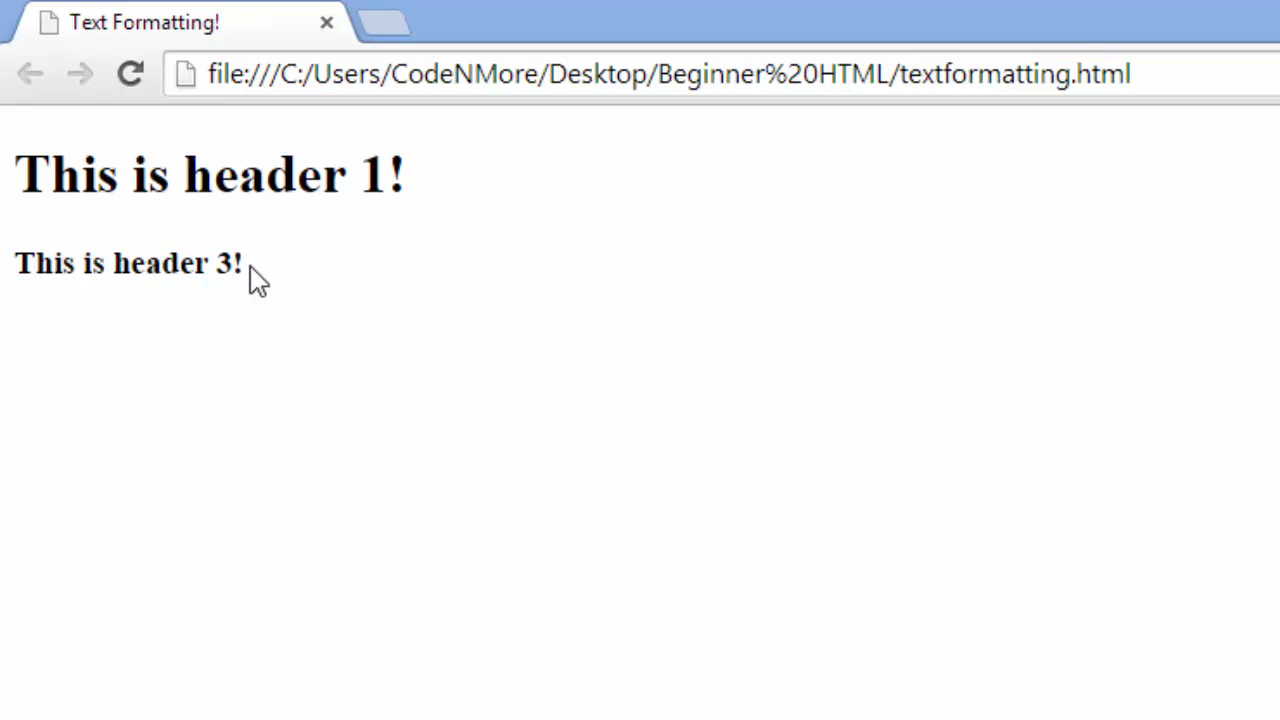 Text Formatting!
file:///C:/Users/CodeNMore/Desktop/Beginner%20HTML/textformatting.html
This is header 1!
This is header 3!